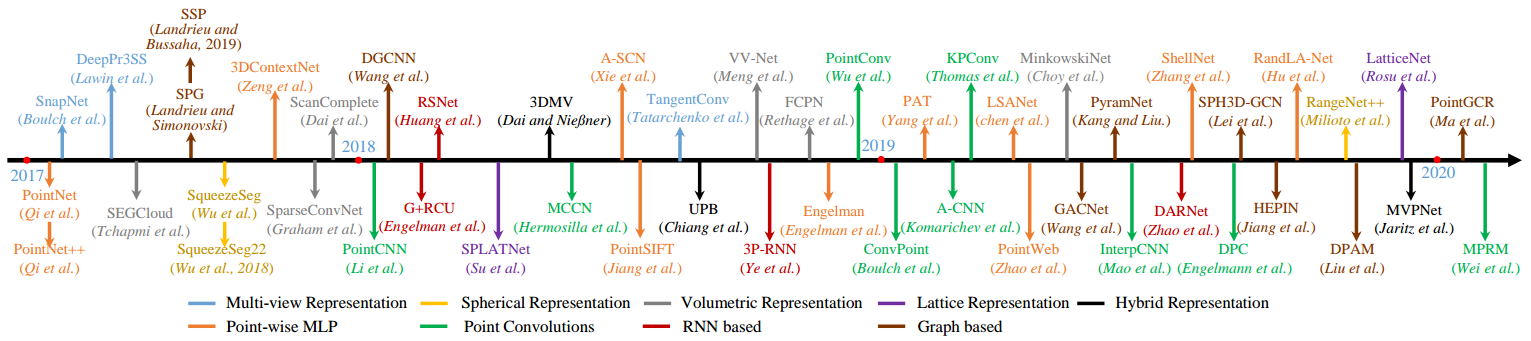 SSP
(Landrieu and
Bussaha, 2019)
DeepPr3SS
(Lawin et al.)
3DContextNet
(Zeng et al.)
DGCNN
(Wang et al.)
A-SCN
(Xie et al.)
VV-Net
(Meng et al.)
PointConv
(Wu et al.)
KPConv
(Thomas et al.)
MinkowskiNet
(Choy et al.)
ShellNet
(Zhang et al.)
RandLA-Net
(Hu et al.)
LatticeNet
(Rosu et al.)
SnapNet
(Boulch et al.)
SPG
(Landrieu and
Simonovski)
ScanComplete
(Dai et al.)
RSNet
(Huang et al.)
3DMV
(Dai and Nießner)
TangentConv
(Tatarchenko et al.)
FCPN
(Rethage et al.)
PAT
(Yang et al.)
LSANet
(chen et al.)
PyramNet
(Kang and Liu.)
SPH3D-GCN
(Lei et al.)
RangeNet++
(Milioto et al.)
PointGCR
(Ma et al.)
2017
2018
2019
2020
PointNet
(Qi et al.)
SEGCloud
(Tchapmi et al.)
SqueezeSeg
(Wu et al.)
SparseConvNet
(Graham et al.)
G+RCU
(Engelman et al.)
MCCN
(Hermosilla et al.)
UPB
(Chiang et al.)
Engelman
(Engelman et al.)
A-CNN
(Komarichev et al.)
GACNet
(Wang et al.)
DARNet
(Zhao et al.)
HEPIN
(Jiang et al.)
MVPNet
(Jaritz et al.)
PointNet++
(Qi et al.)
SqueezeSeg22
(Wu et al., 2018)
PointCNN
(Li et al.)
SPLATNet
(Su et al.)
PointSIFT
(Jiang et al.)
3P-RNN
(Ye et al.)
ConvPoint
(Boulch et al.)
PointWeb
(Zhao et al.)
InterpCNN
(Mao et al.)
DPC
(Engelmann et al.)
DPAM
(Liu et al.)
MPRM
(Wei et al.)
Multi-view Representation
Spherical Representation
Volumetric Representation
Lattice Representation
Hybrid Representation
Point-wise MLP
Point Convolutions
RNN based
Graph based